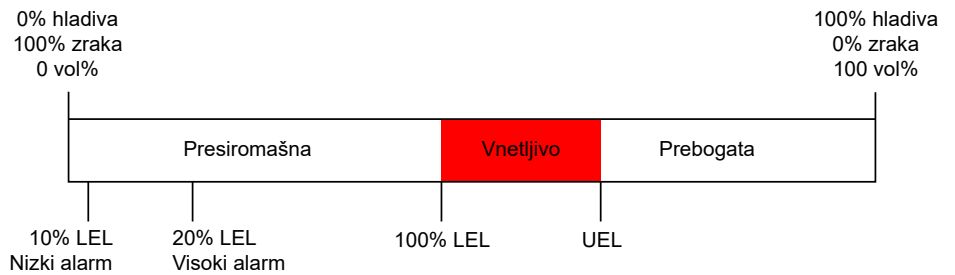 0% hladiva
100% zraka
0 vol%
100% hladiva
0% zraka
100 vol%
Presiromašna
Vnetljivo
Prebogata
10% LEL
Nizki alarm
20% LEL
Visoki alarm
100% LEL
UEL